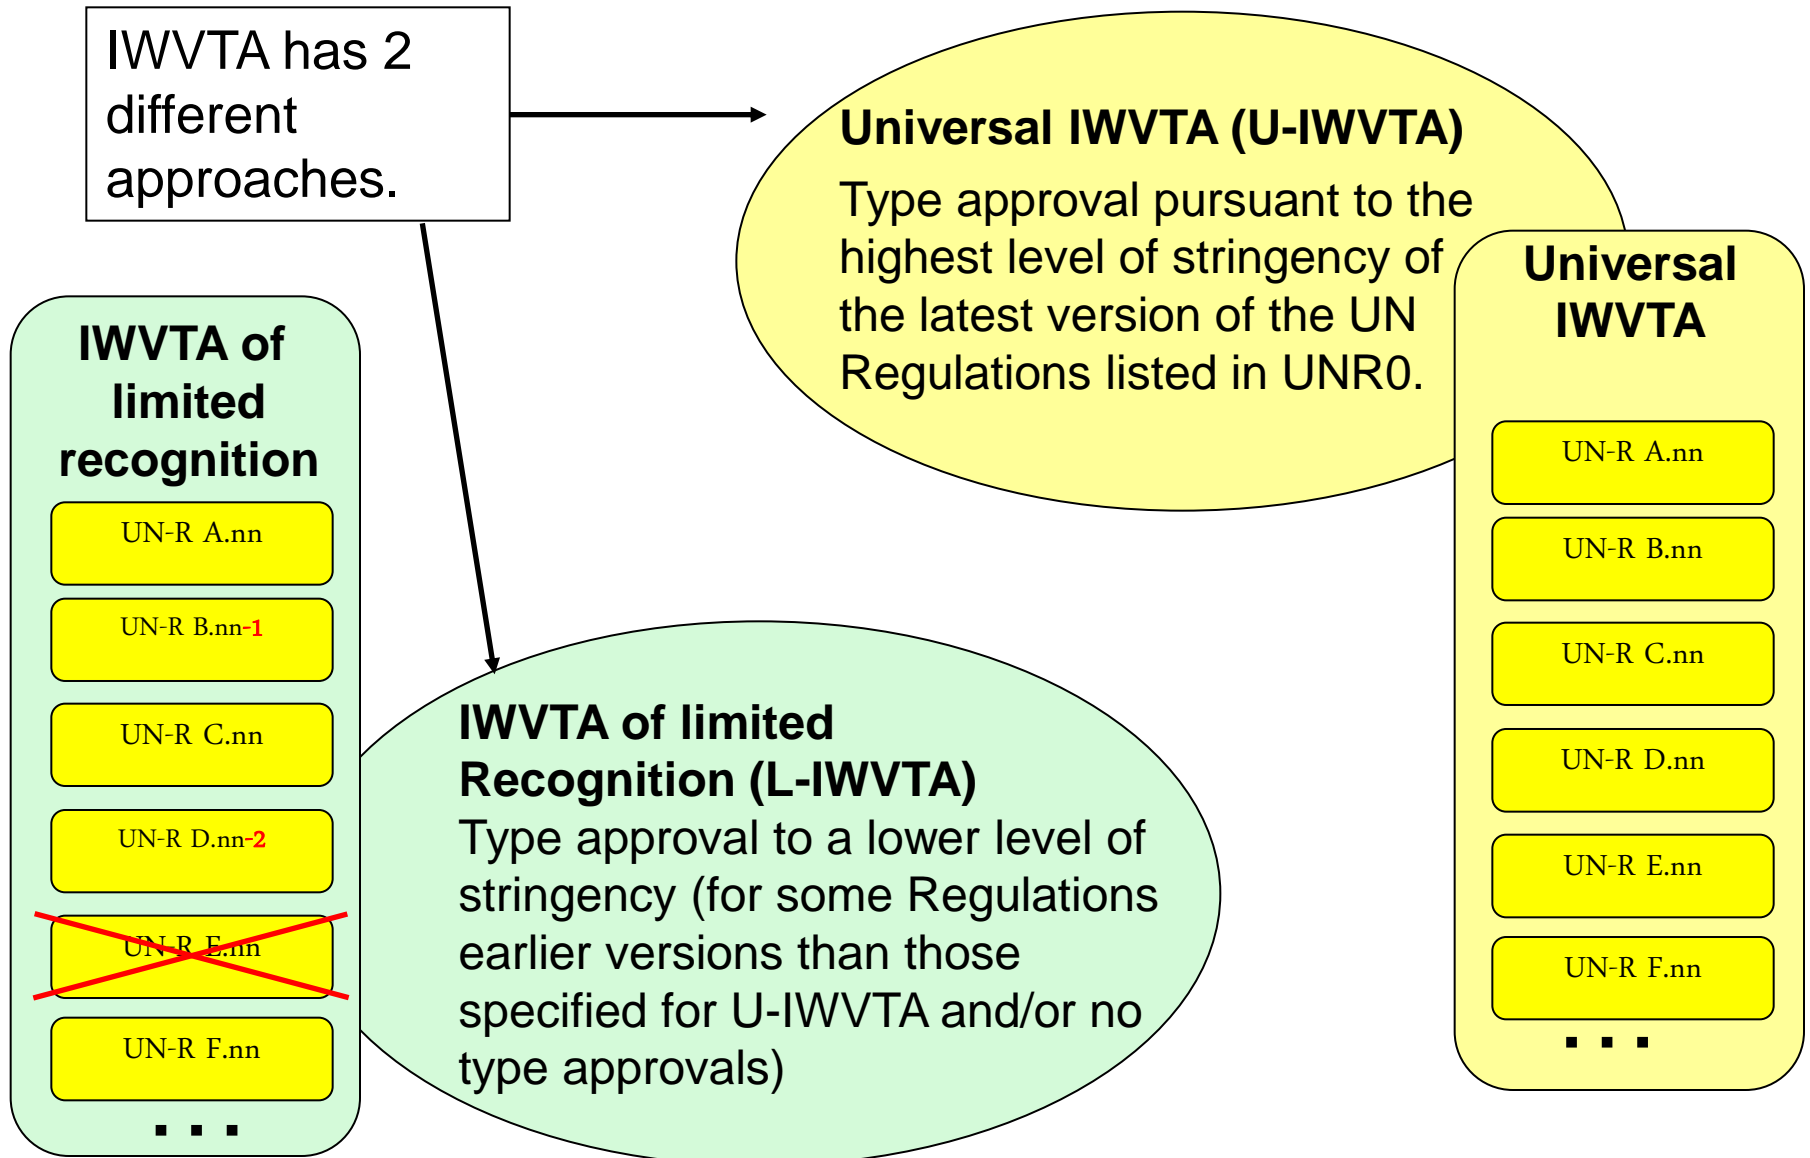 IWVTA has 2
different
approaches.
Universal IWVTA (U-IWVTA)
Type approval pursuant to the
highest level of stringency of
the latest version of the UN
Regulations listed in UNR0.
Universal
IWVTA
UN-R A.nn
UN-R B.nn
UN-R C.nn
UN-R D.nn
UN-R E.nn
UN-R F.nn
...
IWVTA of
limited
recognition
UN-R A.nn
UN-R B.nn-1
UN-R C.nn
UN-R D.nn-2
UN-R E.nn
UN-R F.nn
...
IWVTA of limited
Recognition (L-IWVTA)
Type approval to a lower level of
stringency (for some Regulations
earlier versions than those
specified for U-IWVTA and/or no
type approvals)